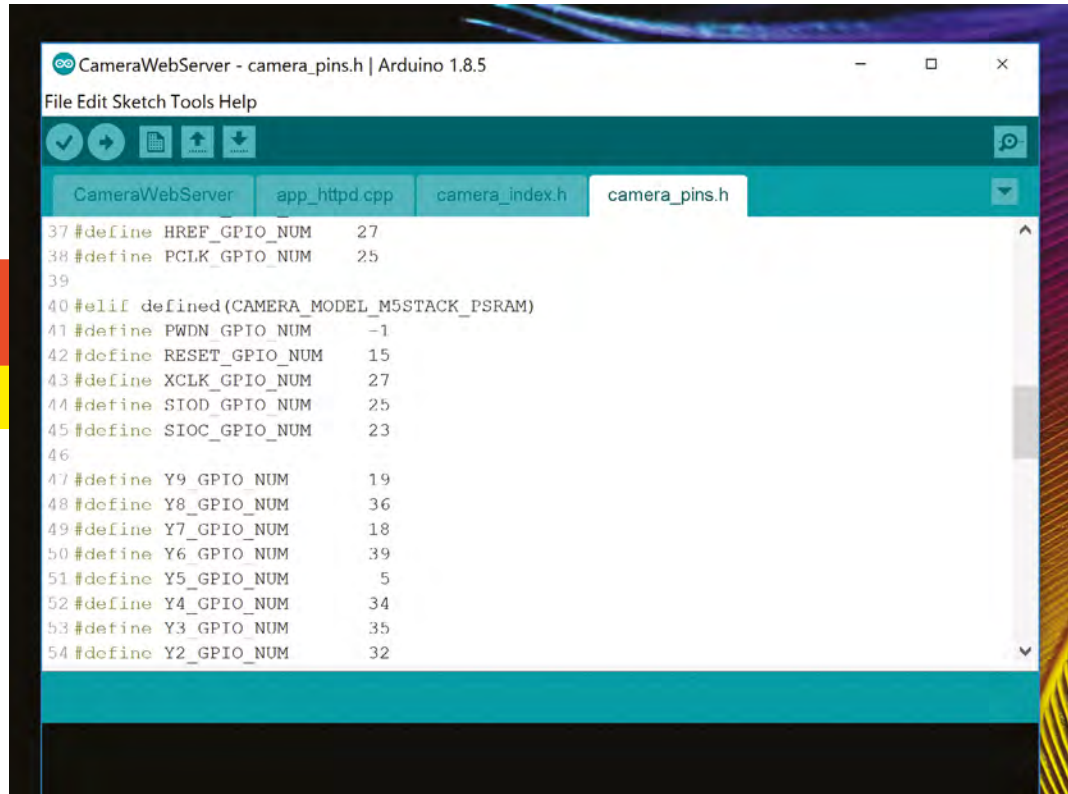 CameraWebServer - camera_pins.h | Arduino 1.8.5
File Edit Sketch Tools Help
CameraWebServer app_httpd.cpp camera_index.h camera_pins.h
37 #define HREF_GPIO_NUM 27
38 #define PCLK_GPIO_NUM 25
39
40 #elif defined(CAMERA_MODEL_M5STACK_PSRAM)
41 #define PWDN_GPIO_NUM -1
42 #define RESET_GPIO_NUM 15
43 #define XCLK_GPIO_NUM 27
44 #define SIOD_GPIO_NUM 25
45 #define SIOC_GPIO_NUM 23
46
47 #define Y9_GPIO_NUM 19
48 #define Y8_GPIO_NUM 36
49 #define Y7_GPIO_NUM 18
50 #define Y6_GPIO_NUM 39
51 #define Y5_GPIO_NUM 5
52 #define Y4_GPIO_NUM 34
53 #define Y3_GPIO_NUM 35
54 #define Y2_GPIO_NUM 32